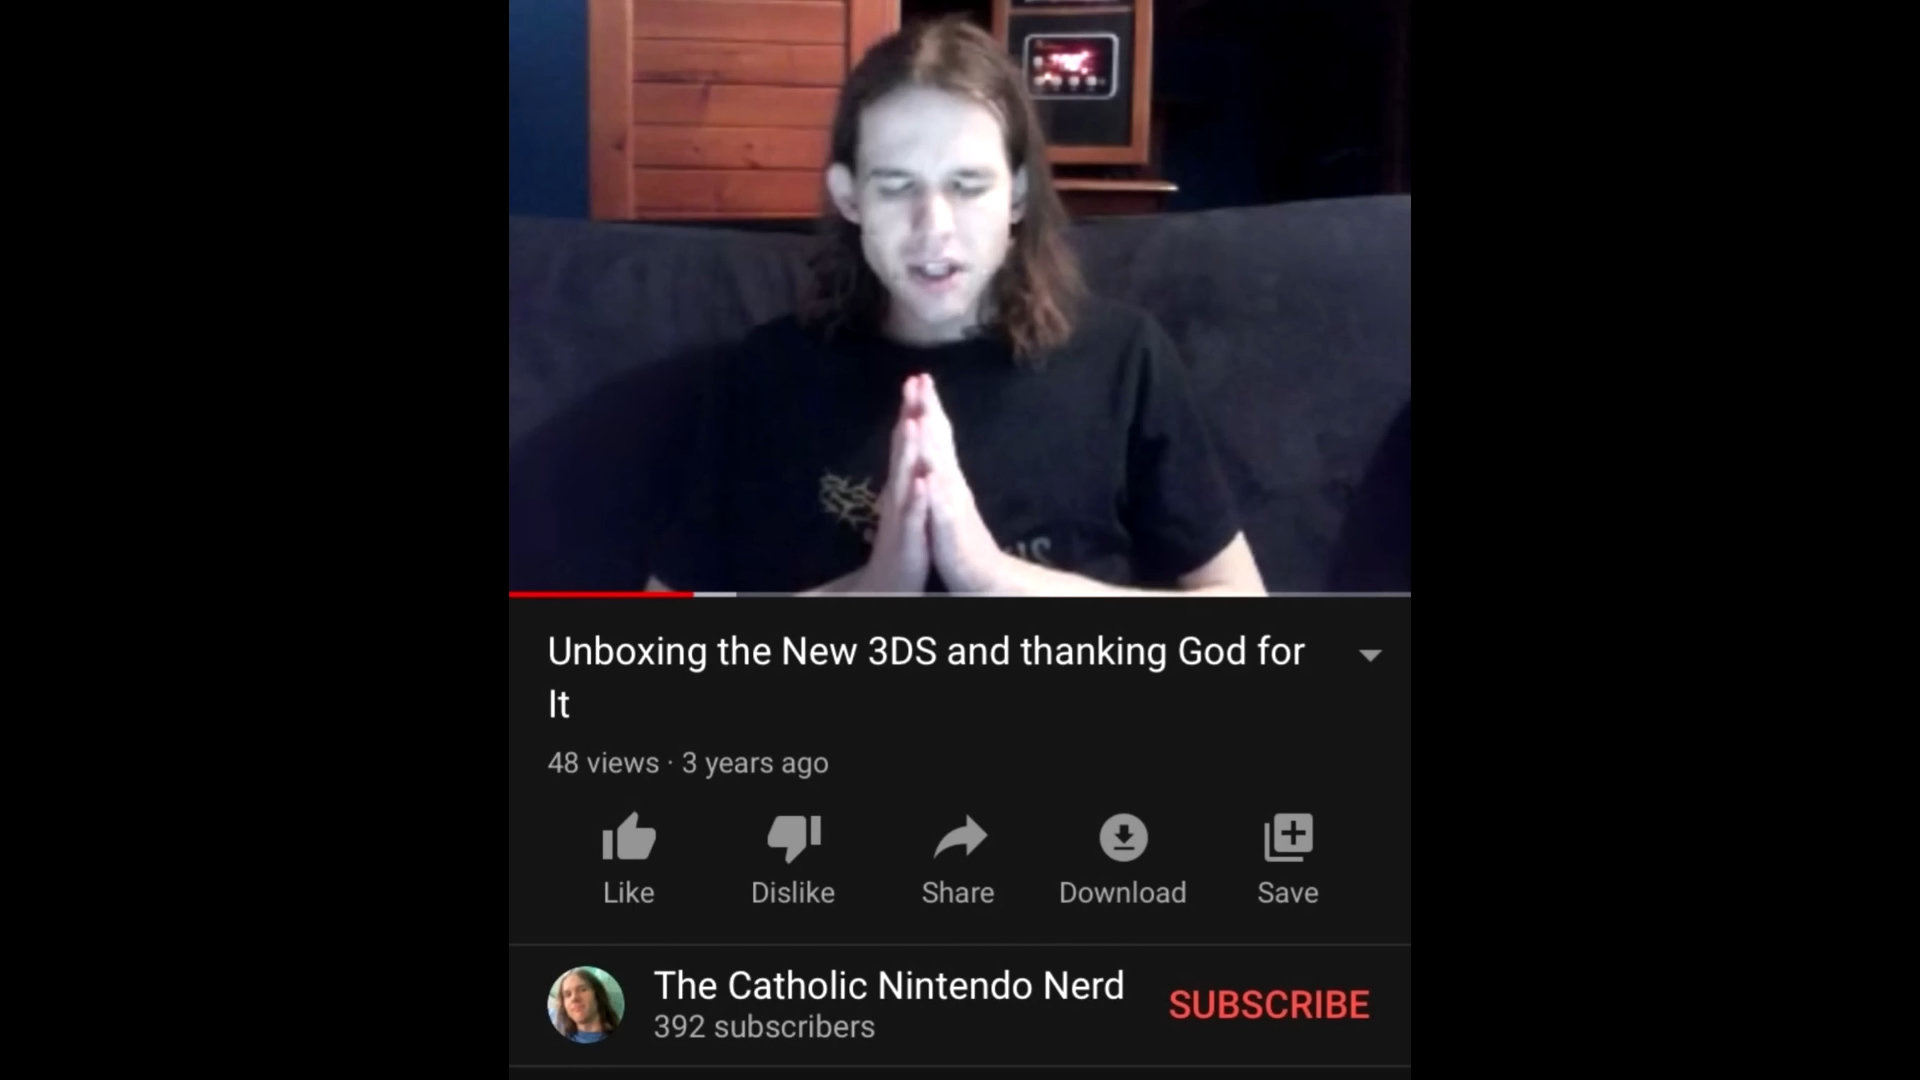 Unboxing the New 3DS and thanking God for
It
48 views · 3 years ago
Like Dislike Share Download Save
The Catholic Nintendo Nerd SUBSCRIBE
392 subscribers